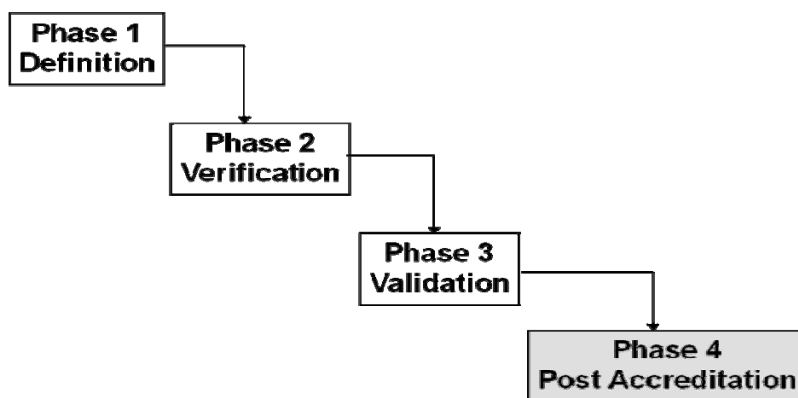 Phase 1
Definition
Phase 2
Verification
Phase 3
Validation
Phase 4
Post Accreditation